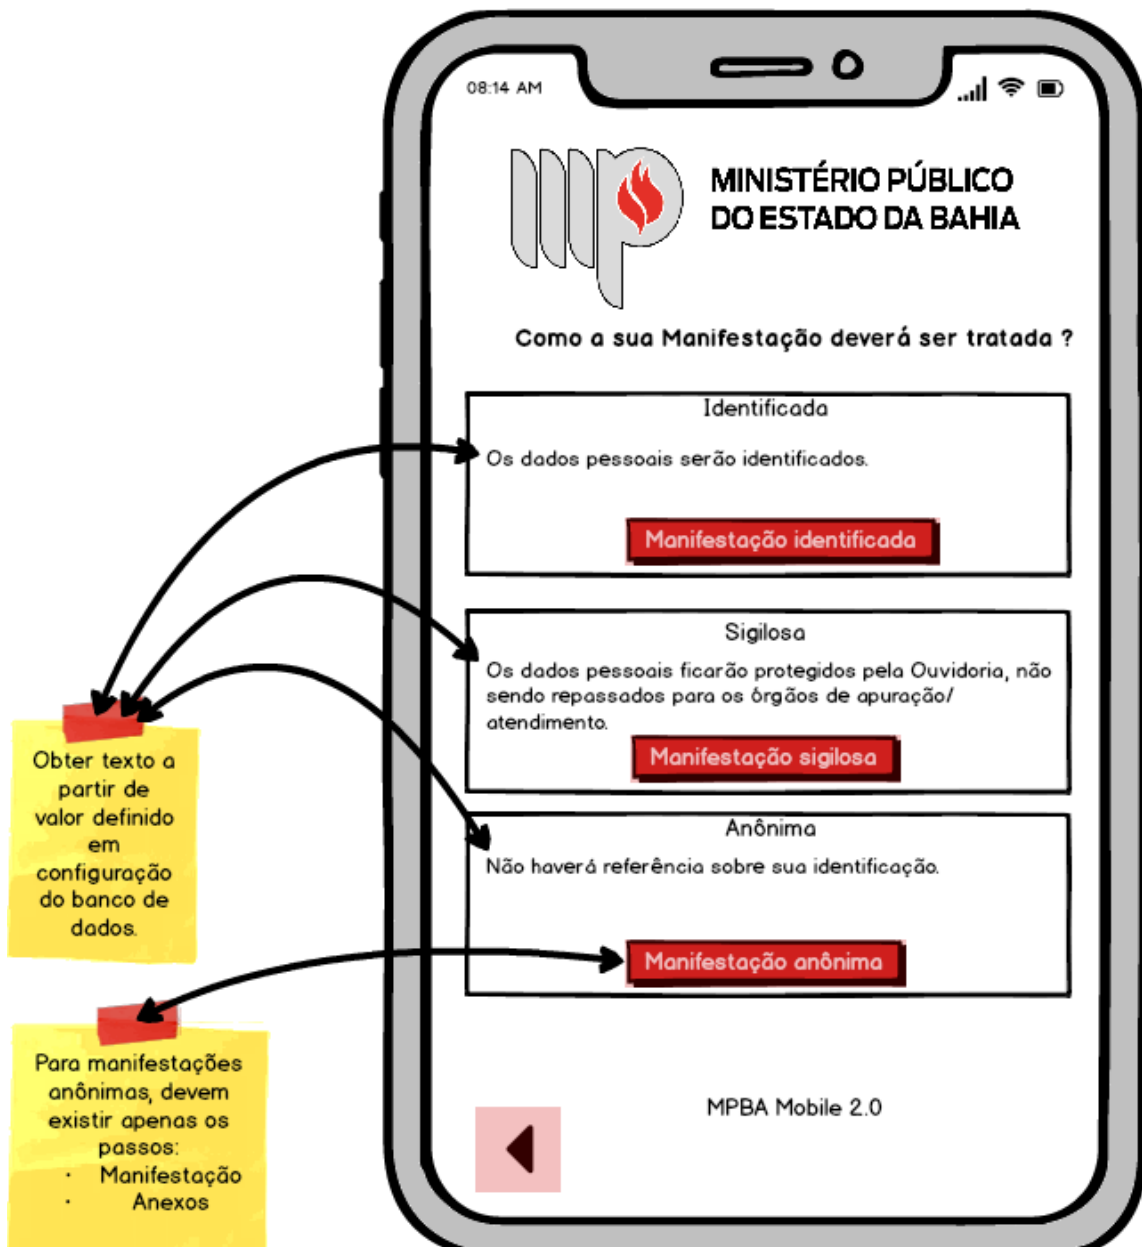 08:14 AM
mp
MINISTÉRIO PÚBLICO
DO ESTADO DA BAHIA
Como a sua Manifestação deverá ser tratada ?
Identificada
Os dados pessoais serão identificados.
Manifestação identificada
Sigilosa
Os dados pessoais ficarão protegidos pela Ouvidoria, não
sendo repassados para os órgãos de apuração/
atendimento.
Manifestação sigilosa
Anônima
Não haverá referência sobre sua identificação.
Manifestação anônima
MPBA Mobile 2.0
Obter texto a
partir de
valor definido
em
configuração
do banco de
dados.
Para manifestações
anônimas, devem
existir apenas os
passos:
· Manifestação
· Anexos